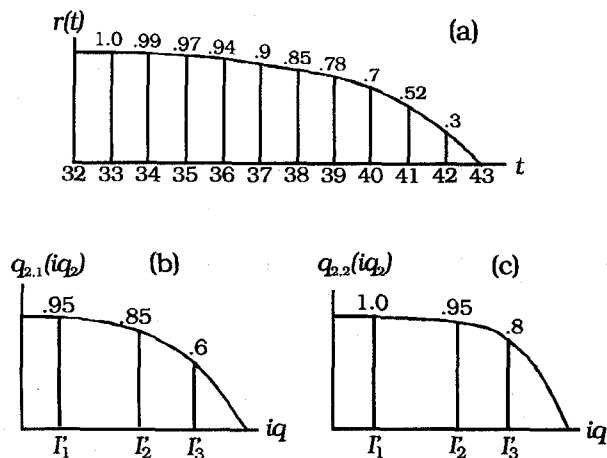 r(t)
(a)
1.0 .99 .97 .94 .9 .85 .78 .7 .52 .3
32 33 34 35 36 37 38 39 40 41 42 43 t
q2,1(iq2) (b)
.95 .85 .6
I'1 I'2 I'3 iq
q2,2(iq2) (c)
1.0 .95 .8
I'1 I'2 I'3 iq